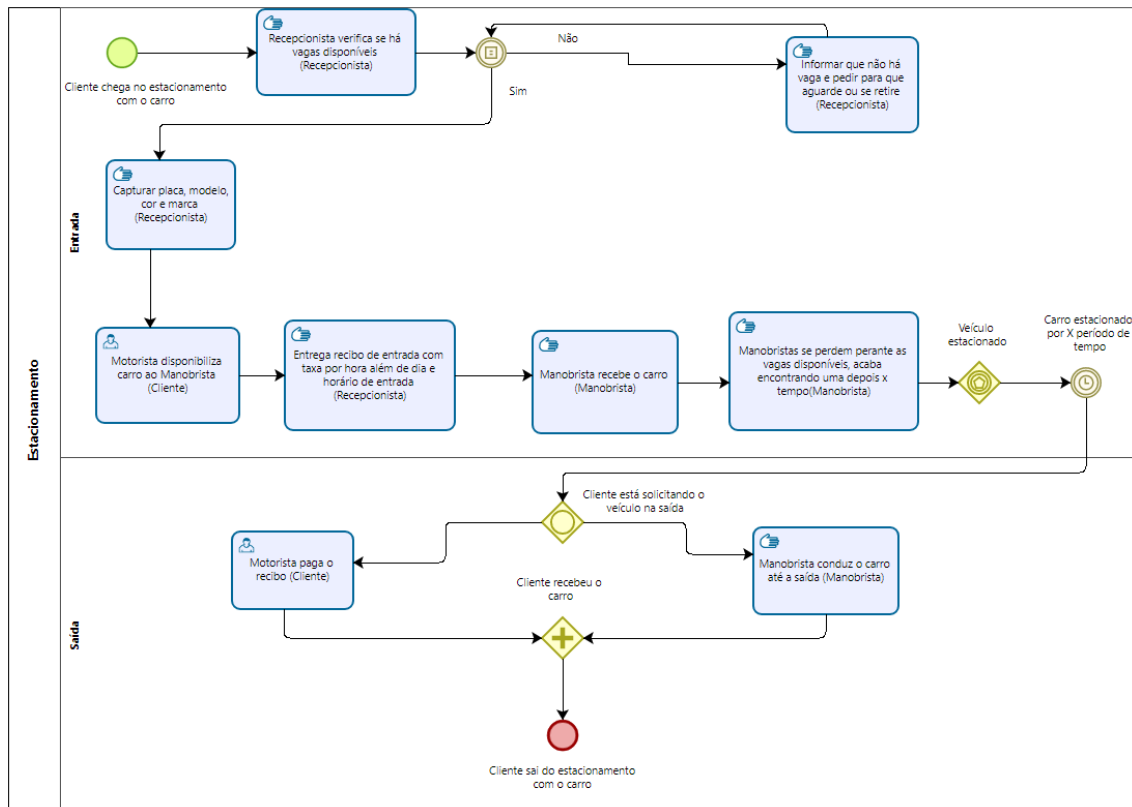 Estacionamento
Entrada
Cliente chega no estacionamento
com o carro
Recepcionista verifica se há
vagas disponíveis
(Recepcionista)
Não
Sim
Informar que não há
vaga e pedir para que
aguarde ou se retire
(Recepcionista)
Capturar placa, modelo,
cor e marca
(Recepcionista)
Motorista disponibiliza
carro ao Manobrista
(Cliente)
Entrega recibo de entrada com
taxa por hora além de dia e
horário de entrada
(Recepcionista)
Manobrista recebe o carro
(Manobrista)
Manobristas se perdem perante as
vagas disponíveis, acaba
encontrando uma depois x
tempo(Manobrista)
Veículo
estacionado
Carro estacionado
por X período de
tempo
Saída
Cliente está solicitando o
veículo na saída
Motorista paga o
recibo (Cliente)
Manobrista conduz o carro
até a saída (Manobrista)
Cliente recebeu o
carro
Cliente sai do estacionamento
com o carro